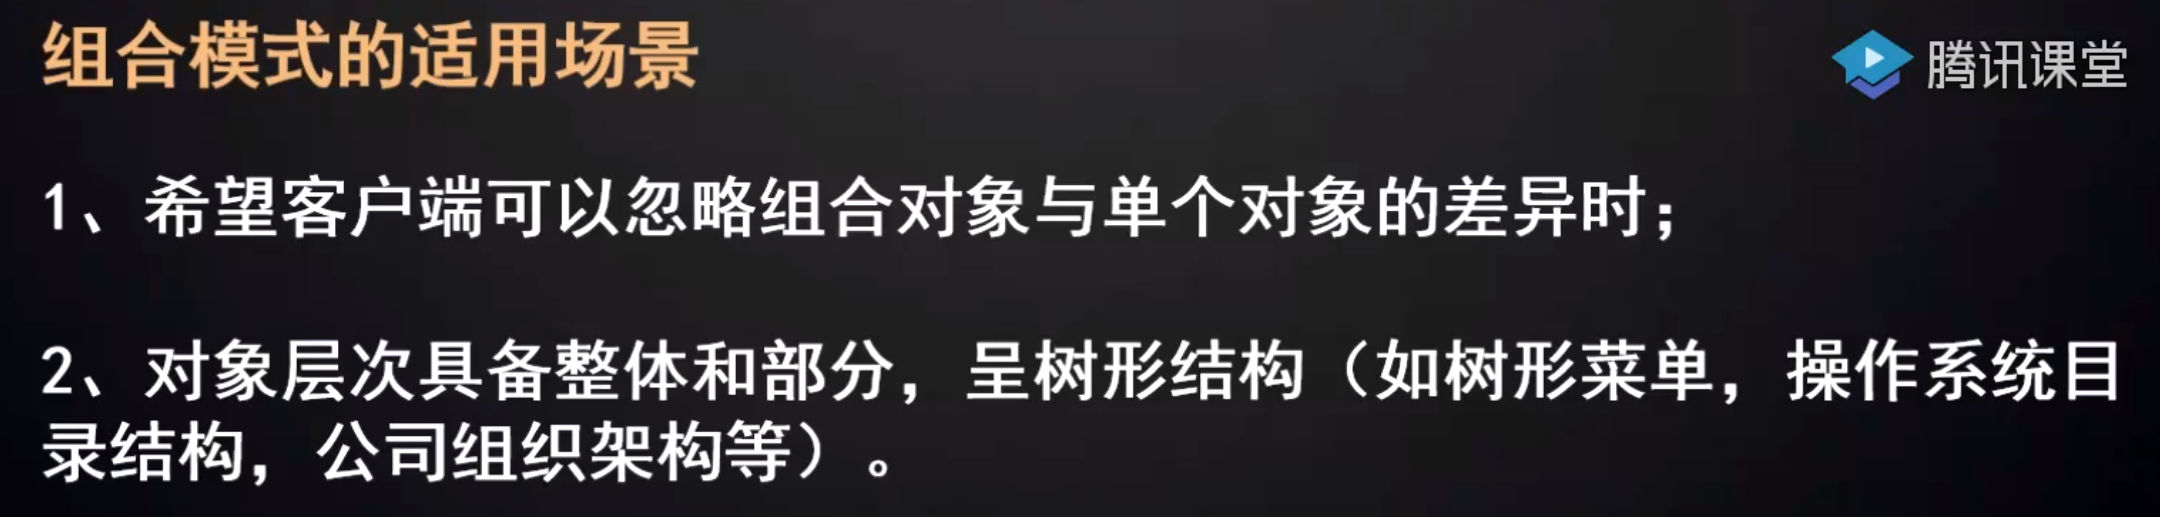 组合模式的适用场景
腾讯课堂
1、希望客户端可以忽略组合对象与单个对象的差异时；
2、对象层次具备整体和部分，呈树形结构（如树形菜单，操作系统目
录结构，公司组织架构等）。